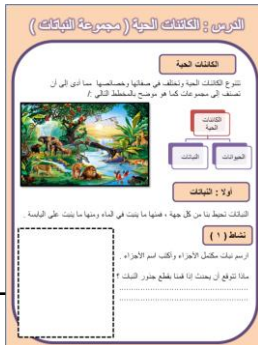 الدرس : الكائنات الحية ( مجموعة النباتات )
الكائنات الحية
تتنوع الكائنات الحية وتختلف في صفاتها وخصائصها مما أدى إلى أن
تصنف إلى مجموعات كما هو موضح بالمخطط التالي :/
الكائنات الحية
الحيوانات
النباتات
أولا : النباتات
النباتات تحيط بنا من كل جهة ، فمنها ما ينبت في الماء ومنها ما ينبت على اليابسة .
نشاط ( ١ )
ارسم نبات مكتمل الأجزاء وأكتب اسم الأجزاء .
ماذا تتوقع أن يحدث إذا قمنا بقطع جذور النبات ؟